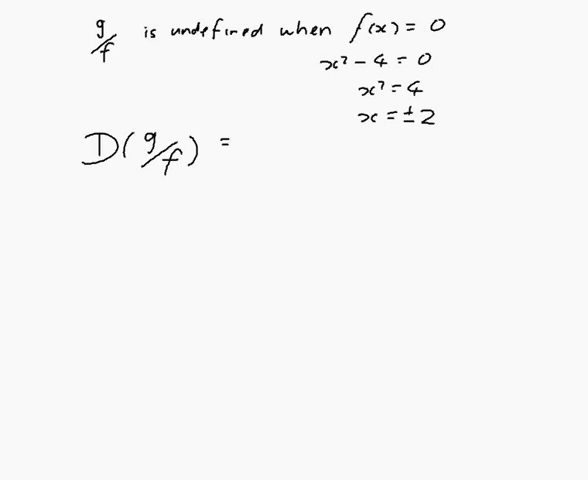 g/f is undefined when f(x) = 0
x² - 4 = 0
x² = 4
x = ±2
D(g/f) =